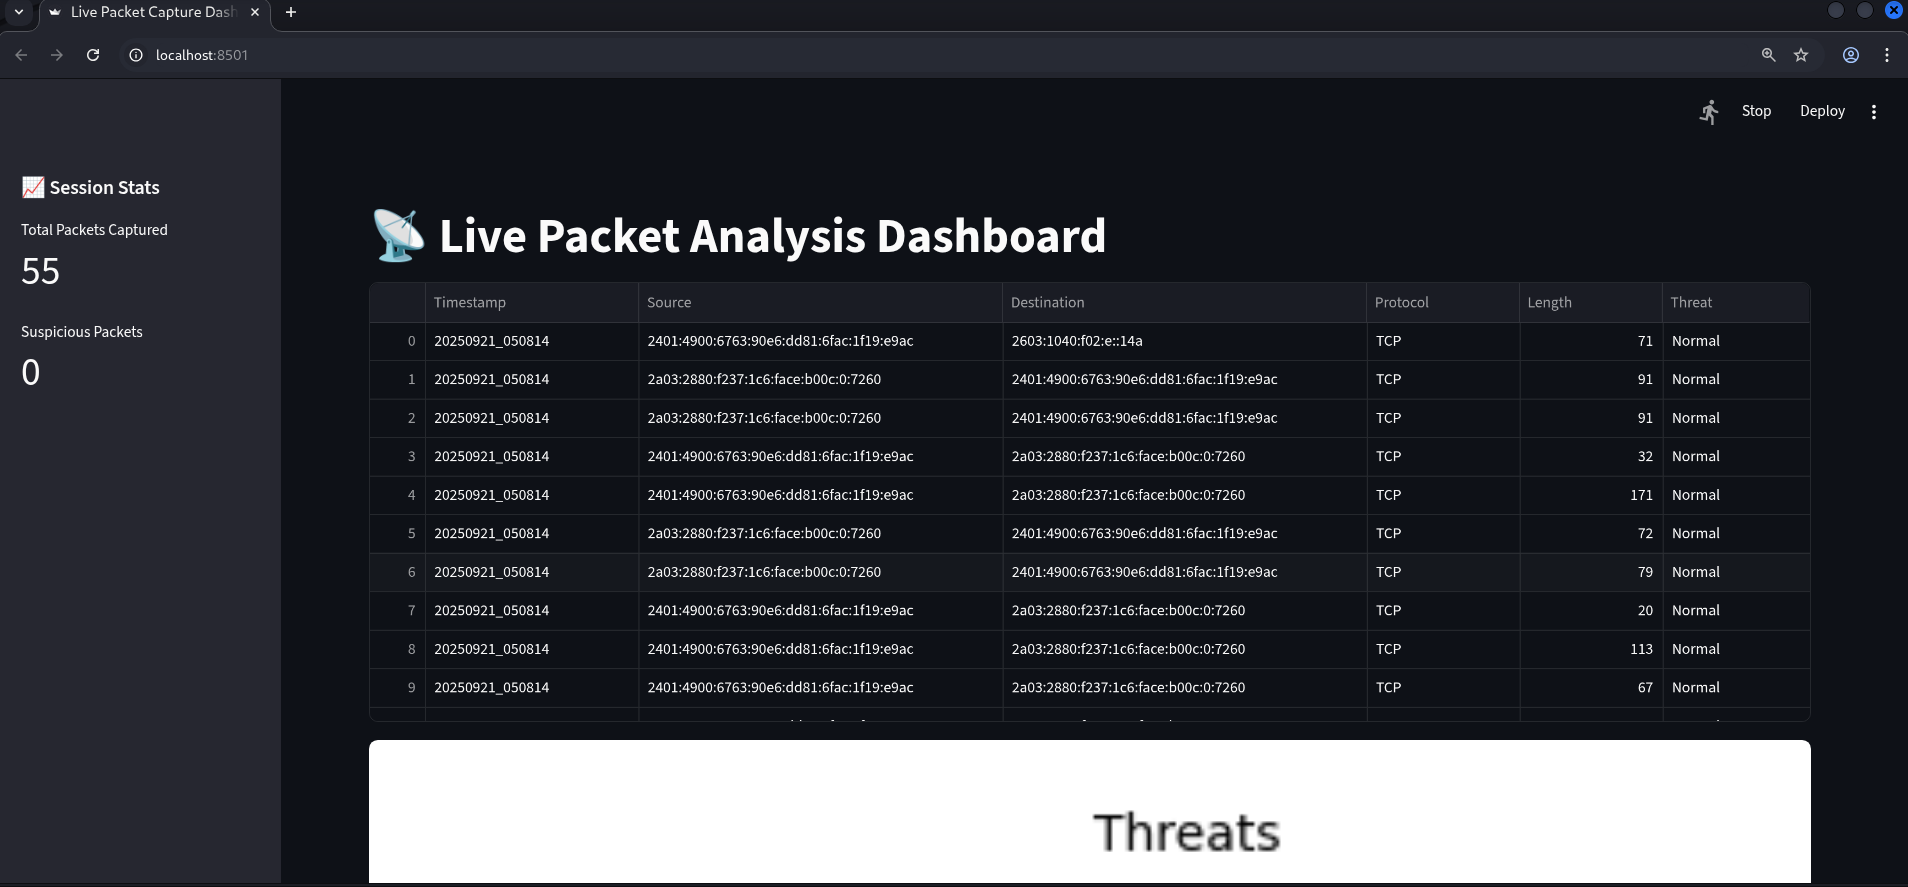 Live Packet Capture Dash
localhost:8501
Stop Deploy
📈 Session Stats
Total Packets Captured
55
Suspicious Packets
0
📡 Live Packet Analysis Dashboard
Timestamp Source Destination Protocol Length Threat
0 20250921_050814 2401:4900:6763:90e6:dd81:6fac:1f19:e9ac 2603:1040:f02:e::14a TCP 71 Normal
1 20250921_050814 2a03:2880:f237:1c6:face:b00c:0:7260 2401:4900:6763:90e6:dd81:6fac:1f19:e9ac TCP 91 Normal
2 20250921_050814 2a03:2880:f237:1c6:face:b00c:0:7260 2401:4900:6763:90e6:dd81:6fac:1f19:e9ac TCP 91 Normal
3 20250921_050814 2401:4900:6763:90e6:dd81:6fac:1f19:e9ac 2a03:2880:f237:1c6:face:b00c:0:7260 TCP 32 Normal
4 20250921_050814 2401:4900:6763:90e6:dd81:6fac:1f19:e9ac 2a03:2880:f237:1c6:face:b00c:0:7260 TCP 171 Normal
5 20250921_050814 2a03:2880:f237:1c6:face:b00c:0:7260 2401:4900:6763:90e6:dd81:6fac:1f19:e9ac TCP 72 Normal
6 20250921_050814 2a03:2880:f237:1c6:face:b00c:0:7260 2401:4900:6763:90e6:dd81:6fac:1f19:e9ac TCP 79 Normal
7 20250921_050814 2401:4900:6763:90e6:dd81:6fac:1f19:e9ac 2a03:2880:f237:1c6:face:b00c:0:7260 TCP 20 Normal
8 20250921_050814 2401:4900:6763:90e6:dd81:6fac:1f19:e9ac 2a03:2880:f237:1c6:face:b00c:0:7260 TCP 113 Normal
9 20250921_050814 2401:4900:6763:90e6:dd81:6fac:1f19:e9ac 2a03:2880:f237:1c6:face:b00c:0:7260 TCP 67 Normal
Threats